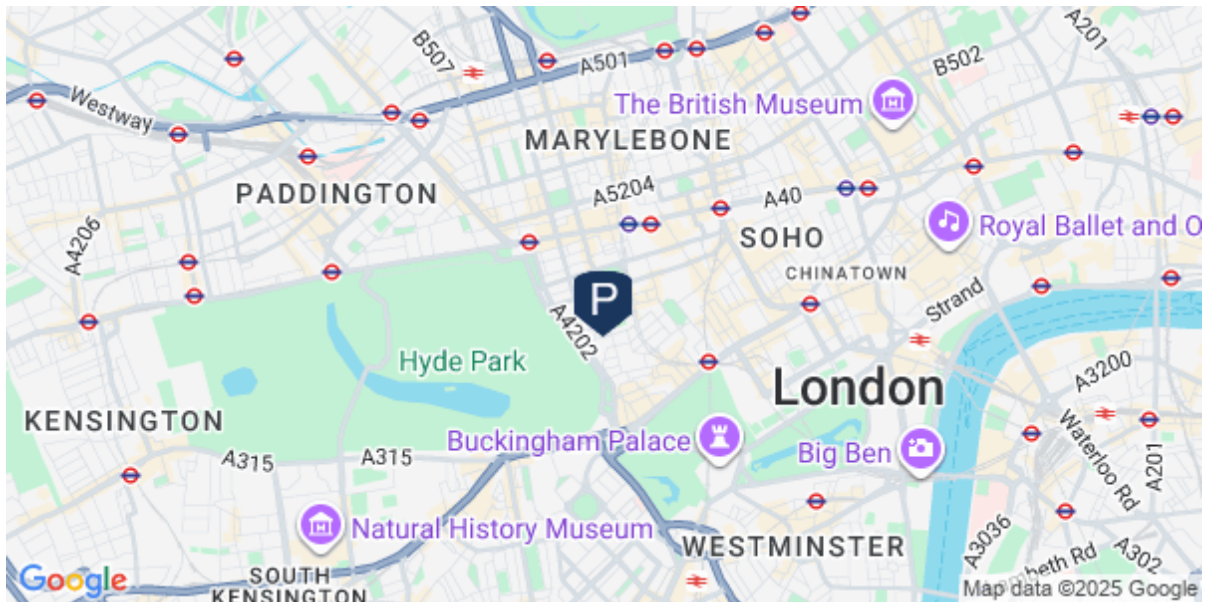 A201
B507
A501
B502
Westway
The British Museum
MARYLEBONE
PADDINGTON
A5204
A40
A4206
SOHO
Royal Ballet and O
CHINATOWN
P
Strand
A4202
Hyde Park
London
A3200
KENSINGTON
Buckingham Palace
Big Ben
Waterloo Rd
A201
A315
A315
Natural History Museum
WESTMINSTER
A3036
A302
beth Rd
SOUTH
KENSINGTON
Google
Map data ©2025 Google